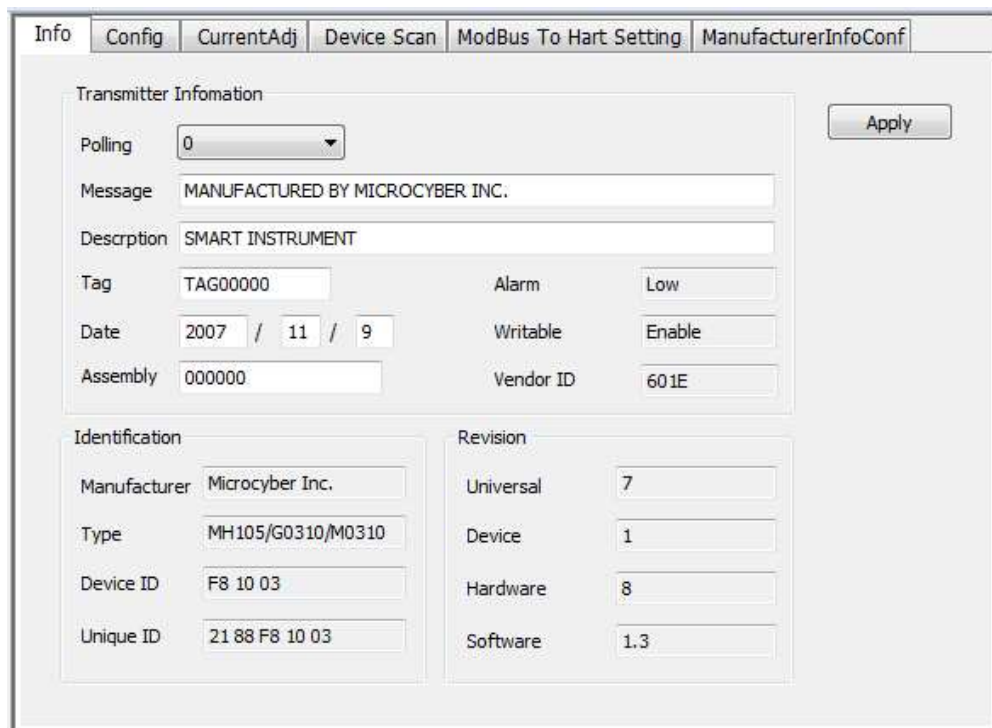 Info Config CurrentAdj Device Scan ModBus To Hart Setting ManufacturerInfoConf
Transmitter Infomation
Apply
Polling 0
Message MANUFACTURED BY MICROCYBER INC.
Descrption SMART INSTRUMENT
Tag TAG00000 Alarm Low
Date 2007 / 11 / 9 Writable Enable
Assembly 000000 Vendor ID 601E
Identification
Manufacturer Microcyber Inc.
Type MH105/G0310/M0310
Device ID F8 10 03
Unique ID 21 88 F8 10 03
Revision
Universal 7
Device 1
Hardware 8
Software 1.3